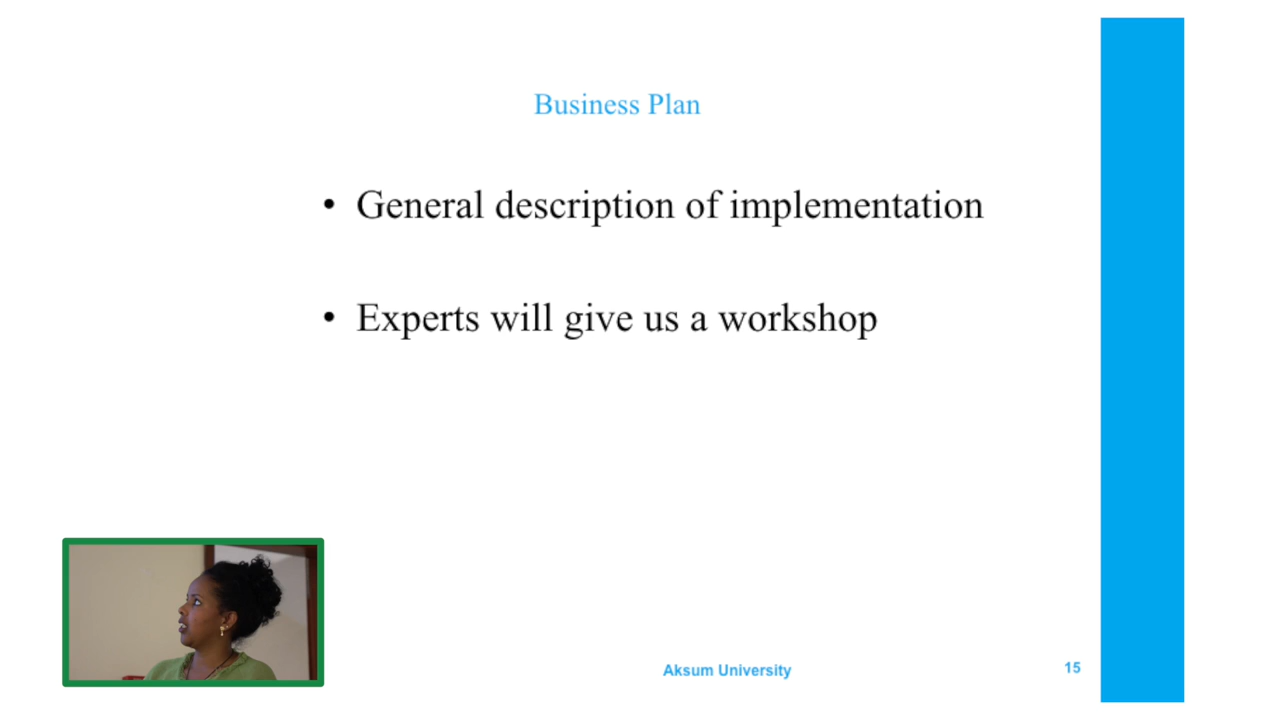 Business Plan
• General description of implementation
• Experts will give us a workshop
Aksum University
15